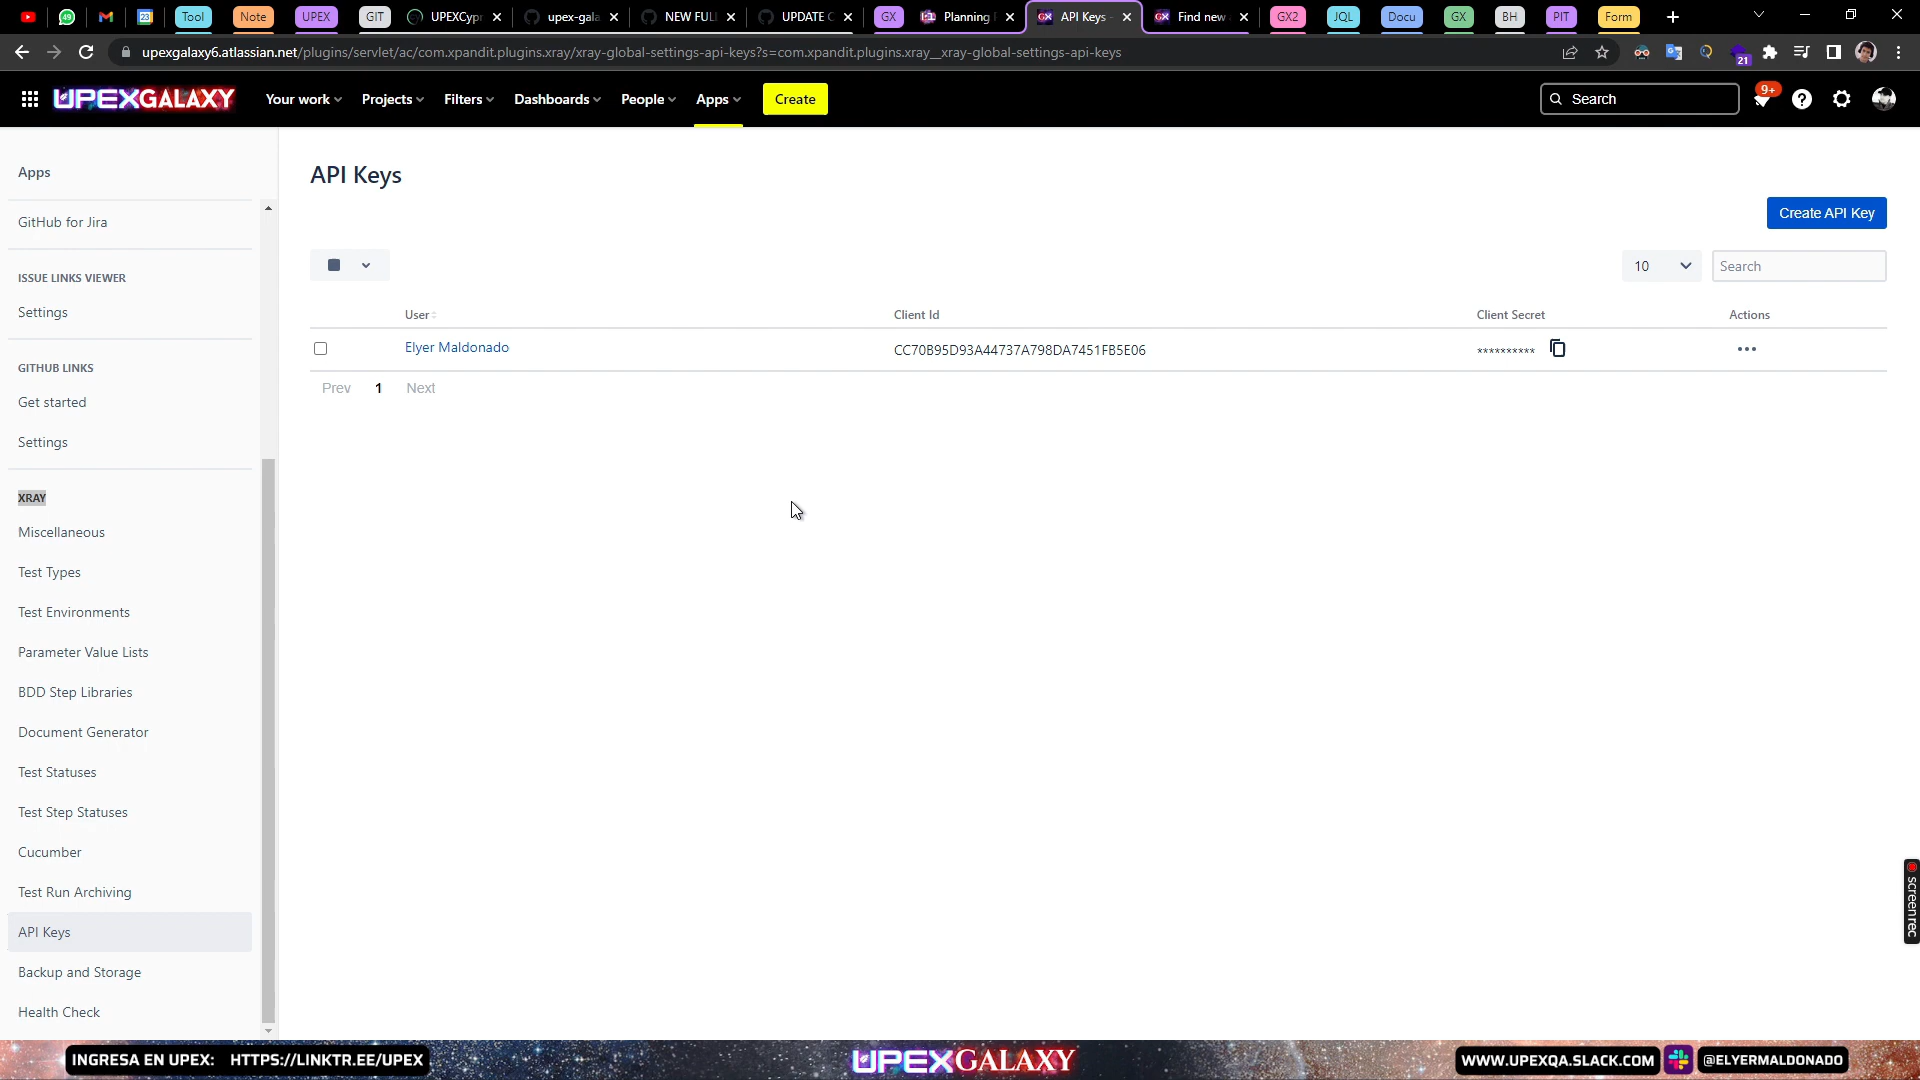 Tool
Note
UPEX
GIT
UPEXCypr
upex-gala
NEW FULL
UPDATE C
GX
Planning
API Keys
Find new
GX2
JQL
Docu
GX
BH
PIT
Form
upexgalaxy6.atlassian.net/plugins/servlet/ac/com.xpandit.plugins.xray/xray-global-settings-api-keys?s=com.xpandit.plugins.xray__xray-global-settings-api-keys
21
UPEXGALAXY
Your work
Projects
Filters
Dashboards
People
Apps
Create
Search
9+
Apps
GitHub for Jira
ISSUE LINKS VIEWER
Settings
GITHUB LINKS
Get started
Settings
XRAY
Miscellaneous
Test Types
Test Environments
Parameter Value Lists
BDD Step Libraries
Document Generator
Test Statuses
Test Step Statuses
Cucumber
Test Run Archiving
API Keys
Backup and Storage
Health Check
API Keys
Create API Key
10
Search
User
Client Id
Client Secret
Actions
Elyer Maldonado
CC70B95D93A44737A798DA7451FB5E06
**********
Prev 1 Next
screenrec
INGRESA EN UPEX: HTTPS://LINKTR.EE/UPEX
UPEXGALAXY
WWW.UPEXQA.SLACK.COM
@ELYERMALDONADO